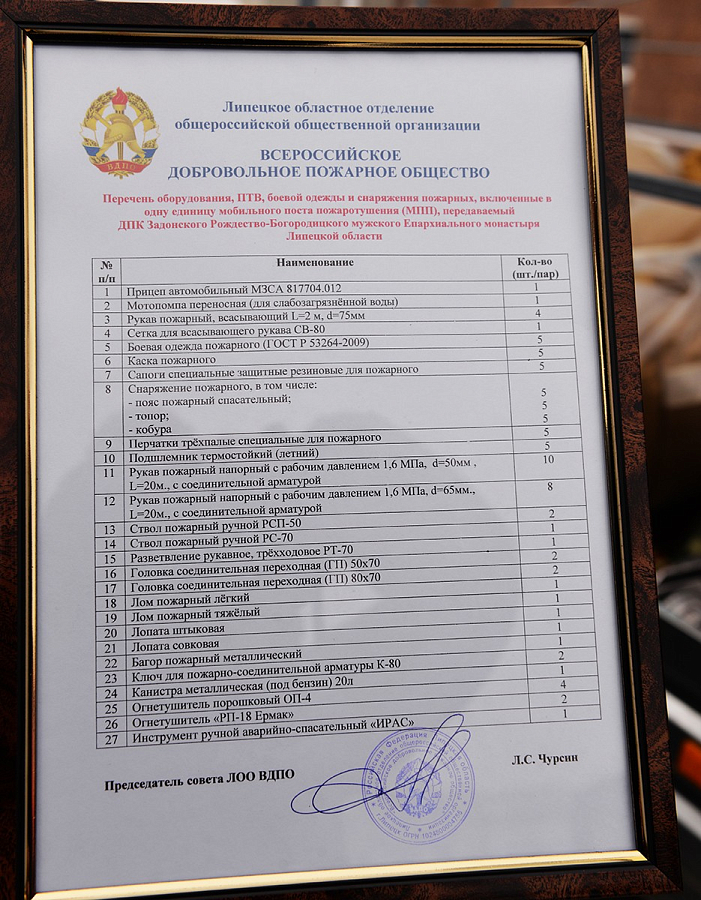 Липецкое областное отделение
общероссийской общественной организации
ВСЕРОССИЙСКОЕ
ДОБРОВОЛЬНОЕ ПОЖАРНОЕ ОБЩЕСТВО
ВДПО
Перечень оборудования, ПТВ, боевой одежды и снаряжения пожарных, включенные в
одну единицу мобильного поста пожаротушения (МПП), передаваемый
ДПК Задонского Рождество-Богородицкого мужского Епархиального монастыря
Липецкой области
№ п/п Наименование Кол-во (шт./пар)
1 Прицеп автомобильный МЗСА 817704.012 1
2 Мотопомпа переносная (для слабозагрязнённой воды) 1
3 Рукав пожарный, всасывающий L=2 м, d=75мм 4
4 Сетка для всасывающего рукава СВ-80 1
5 Боевая одежда пожарного (ГОСТ Р 53264-2009) 5
6 Каска пожарного 5
7 Сапоги специальные защитные резиновые для пожарного 5
8 Снаряжение пожарного, в том числе:
- пояс пожарный спасательный; 5
- топор; 5
- кобура 5
9 Перчатки трёхпалые специальные для пожарного 5
10 Подшлемник термостойкий (летний) 5
11 Рукав пожарный напорный с рабочим давлением 1,6 МПа, d=50мм , 10
L=20м., с соединительной арматурой
12 Рукав пожарный напорный с рабочим давлением 1,6 МПа, d=65мм., 8
L=20м., с соединительной арматурой
13 Ствол пожарный ручной РСП-50 2
14 Ствол пожарный ручной РС-70 1
15 Разветвление рукавное, трёхходовое РТ-70 1
16 Головка соединительная переходная (ГП) 50х70 2
17 Головка соединительная переходная (ГП) 80х70 2
18 Лом пожарный лёгкий 1
19 Лом пожарный тяжёлый 1
20 Лопата штыковая 1
21 Лопата совковая 1
22 Багор пожарный металлический 1
23 Ключ для пожарно-соединительной арматуры К-80 2
24 Канистра металлическая (под бензин) 20л 1
25 Огнетушитель порошковый ОП-4 4
26 Огнетушитель «РП-18 Ермак» 2
27 Инструмент ручной аварийно-спасательный «ИРАС» 1
Председатель совета ЛОО ВДПО Л.С. Чурсин
Российская Федерация Липецкая область